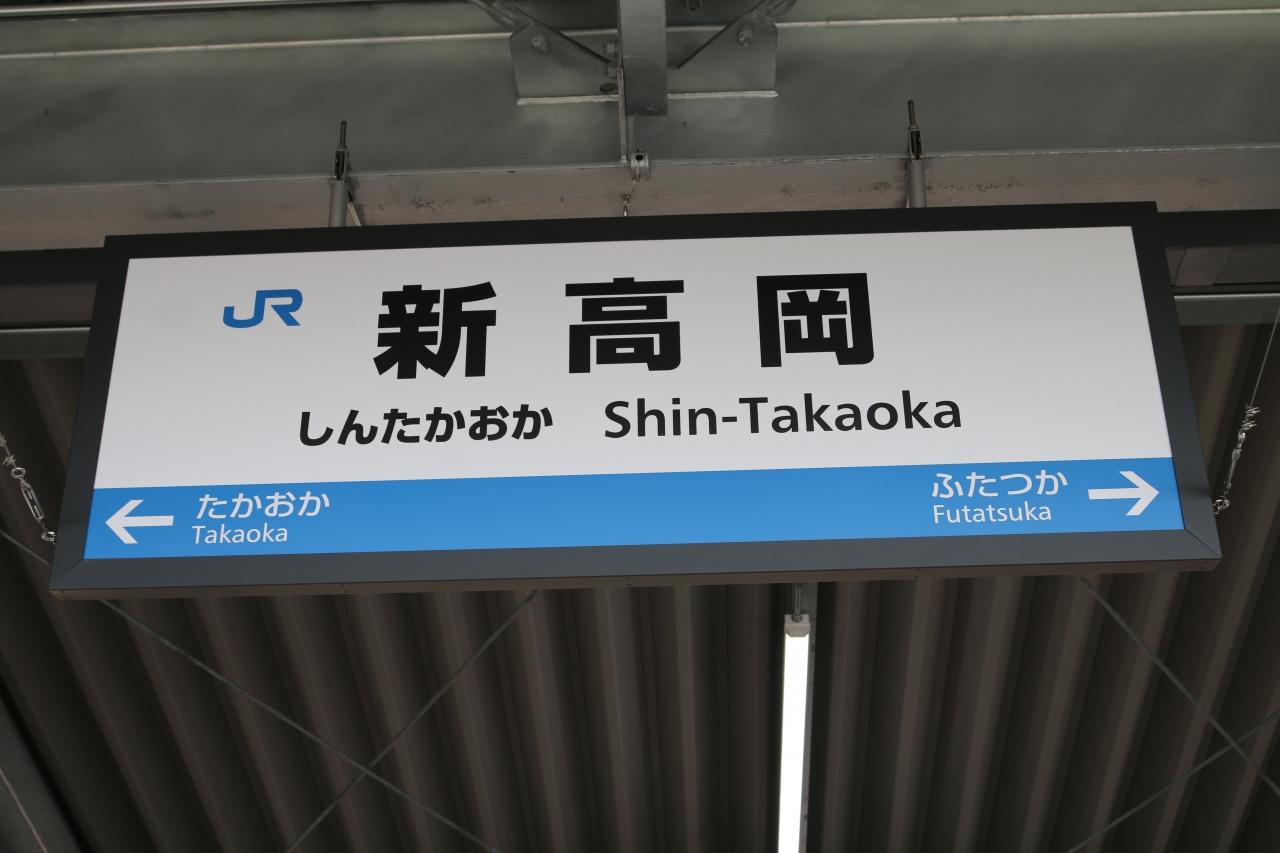 JR 新高岡
しんたかおか Shin-Takaoka
← たかおか
Takaoka
ふたつか →
Futatsuka